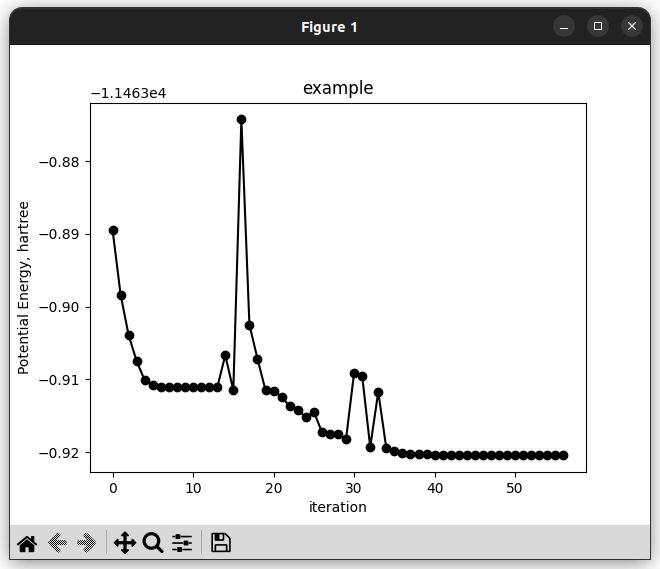 Figure 1
example
−1.1463e4
−0.88
−0.89
−0.90
−0.91
−0.92
Potential Energy, hartree
0 10 20 30 40 50
iteration